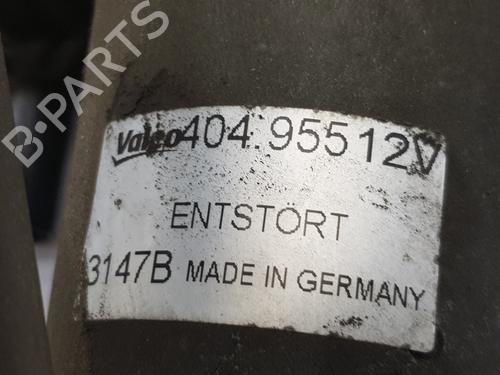 B-PARTS
Valeo 404.955 12V
ENTSTÖRT
3147B MADE IN GERMANY